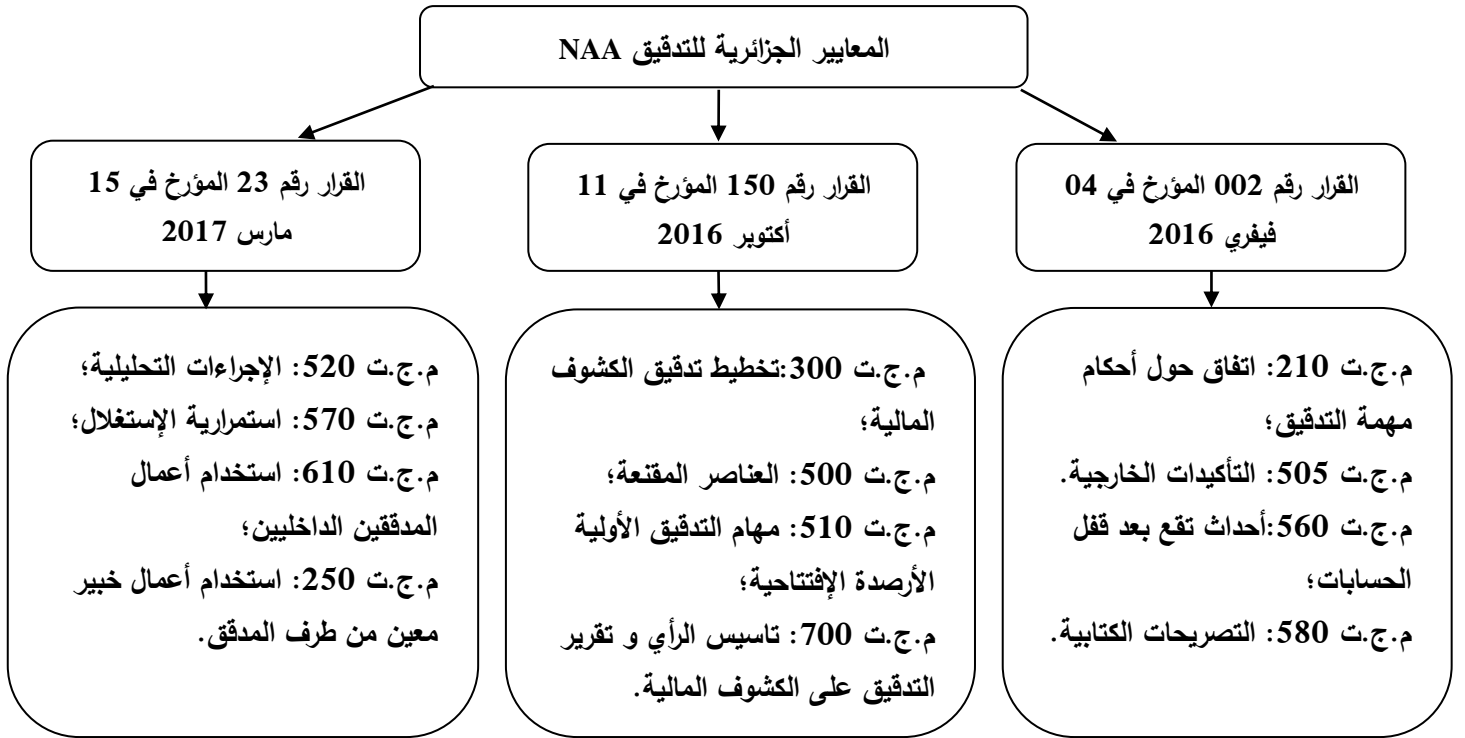 المعايير الجزائرية للتدقيق NAA
القرار رقم 002 المؤرخ في 04
فيفري 2016
القرار رقم 150 المؤرخ في 11
أكتوبر 2016
القرار رقم 23 المؤرخ في 15
مارس 2017
م.ج.ت 210: اتفاق حول أحكام
مهمة التدقيق؛
م.ج.ت 505: التأكيدات الخارجية.
م.ج.ت 560:أحداث تقع بعد قفل
الحسابات؛
م.ج.ت 580: التصريحات الكتابية.
م.ج.ت 300:تخطيط تدقيق الكشوف
المالية؛
م.ج.ت 500: العناصر المقنعة؛
م.ج.ت 510: مهام التدقيق الأولية
الأرصدة الإفتتاحية؛
م.ج.ت 700: تاسيس الرأي و تقرير
التدقيق على الكشوف المالية.
م.ج.ت 520: الإجراءات التحليلية؛
م.ج.ت 570: استمرارية الإستغلال؛
م.ج.ت 610: استخدام أعمال
المدققين الداخليين؛
م.ج.ت 250: استخدام أعمال خبير
معين من طرف المدقق.